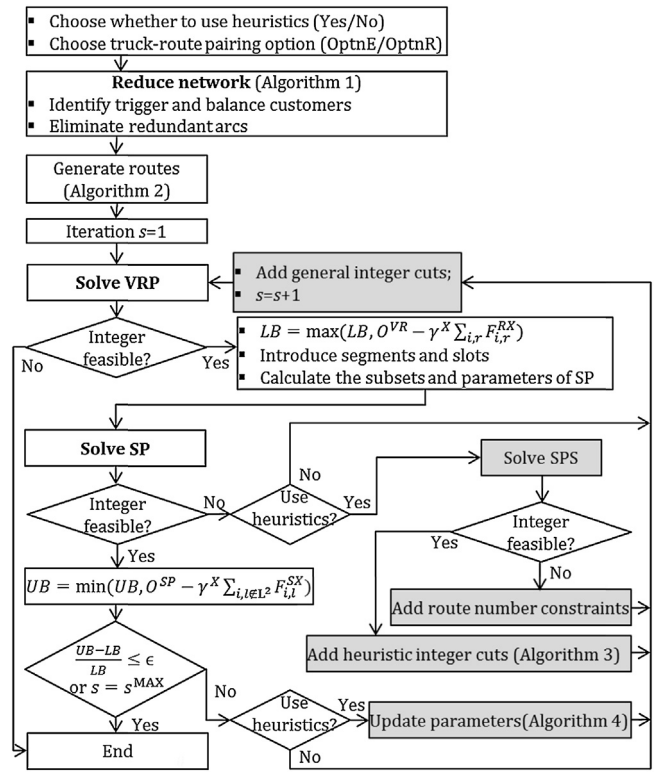 ▪ Choose whether to use heuristics (Yes/No)
▪ Choose truck-route pairing option (OptnE/OptnR)
Reduce network (Algorithm 1)
▪ Identify trigger and balance customers
▪ Eliminate redundant arcs
Generate routes
(Algorithm 2)
Iteration s=1
Solve VRP
▪ Add general integer cuts;
▪ s=s+1
Integer
feasible?
No
Yes
▪ LB = max(LB, O^{VR} − γ^X ∑_{i,r} F_{i,r}^{RX})
▪ Introduce segments and slots
▪ Calculate the subsets and parameters of SP
Solve SP
No
Solve SPS
Integer
feasible?
No
Use
heuristics?
Yes
Integer
feasible?
Yes
No
Yes
UB = min(UB, O^{SP} − γ^X ∑_{i,l∉L²} F_{i,l}^{SX})
Add route number constraints
Add heuristic integer cuts (Algorithm 3)
(UB−LB)/LB ≤ ϵ
or s = s^{MAX}
No
Yes
Use
heuristics?
Yes
Update parameters(Algorithm 4)
No
End